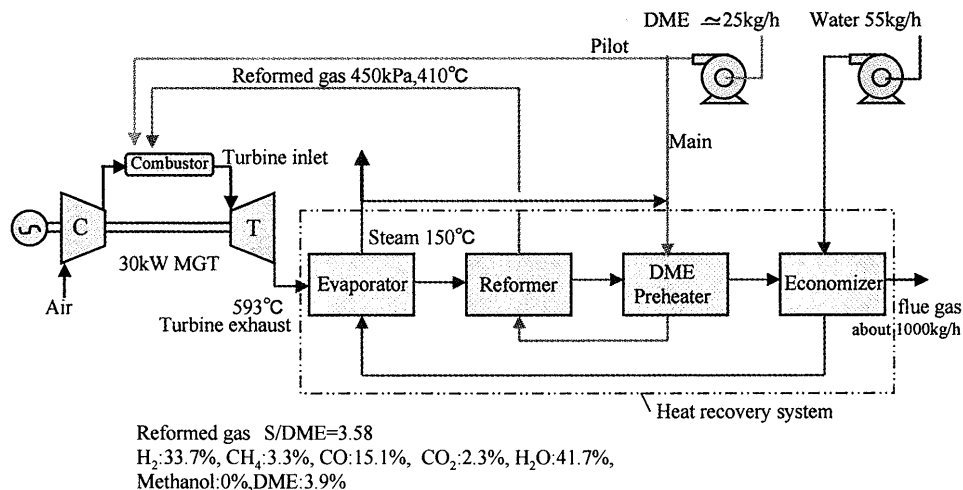 DME ≃25kg/h
Water 55kg/h
Pilot
Reformed gas 450kPa,410℃
Main
Combustor
Turbine inlet
C
T
Steam 150℃
30kW MGT
Evaporator
Reformer
DME
Preheater
Economizer
Air
593℃
Turbine exhaust
flue gas
about 1000kg/h
Heat recovery system
Reformed gas S/DME=3.58
H₂:33.7%, CH₄:3.3%, CO:15.1%, CO₂:2.3%, H₂O:41.7%,
Methanol:0%,DME:3.9%